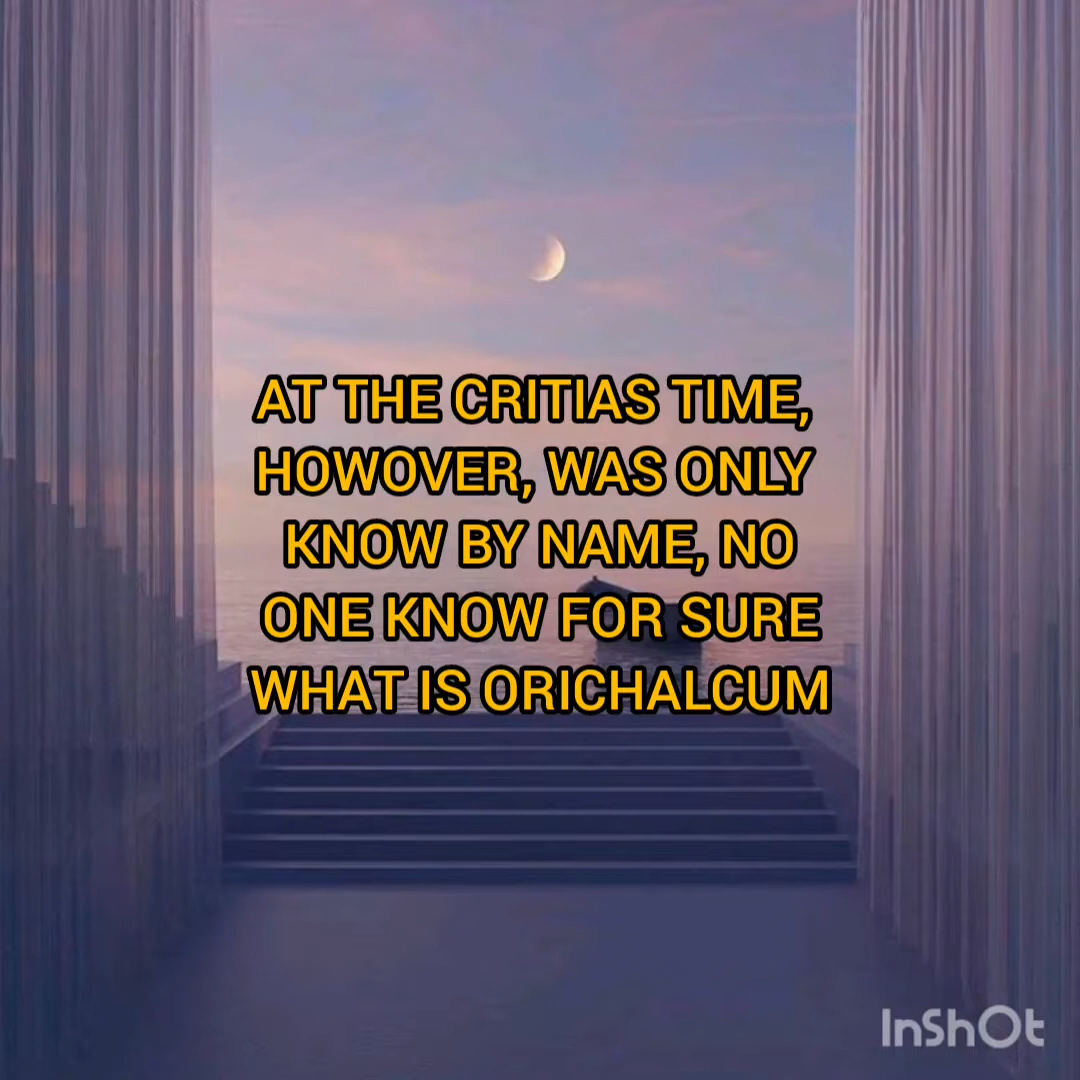 AT THE CRITIAS TIME,
HOWOVER, WAS ONLY
KNOW BY NAME, NO
ONE KNOW FOR SURE
WHAT IS ORICHALCUM
InShOt